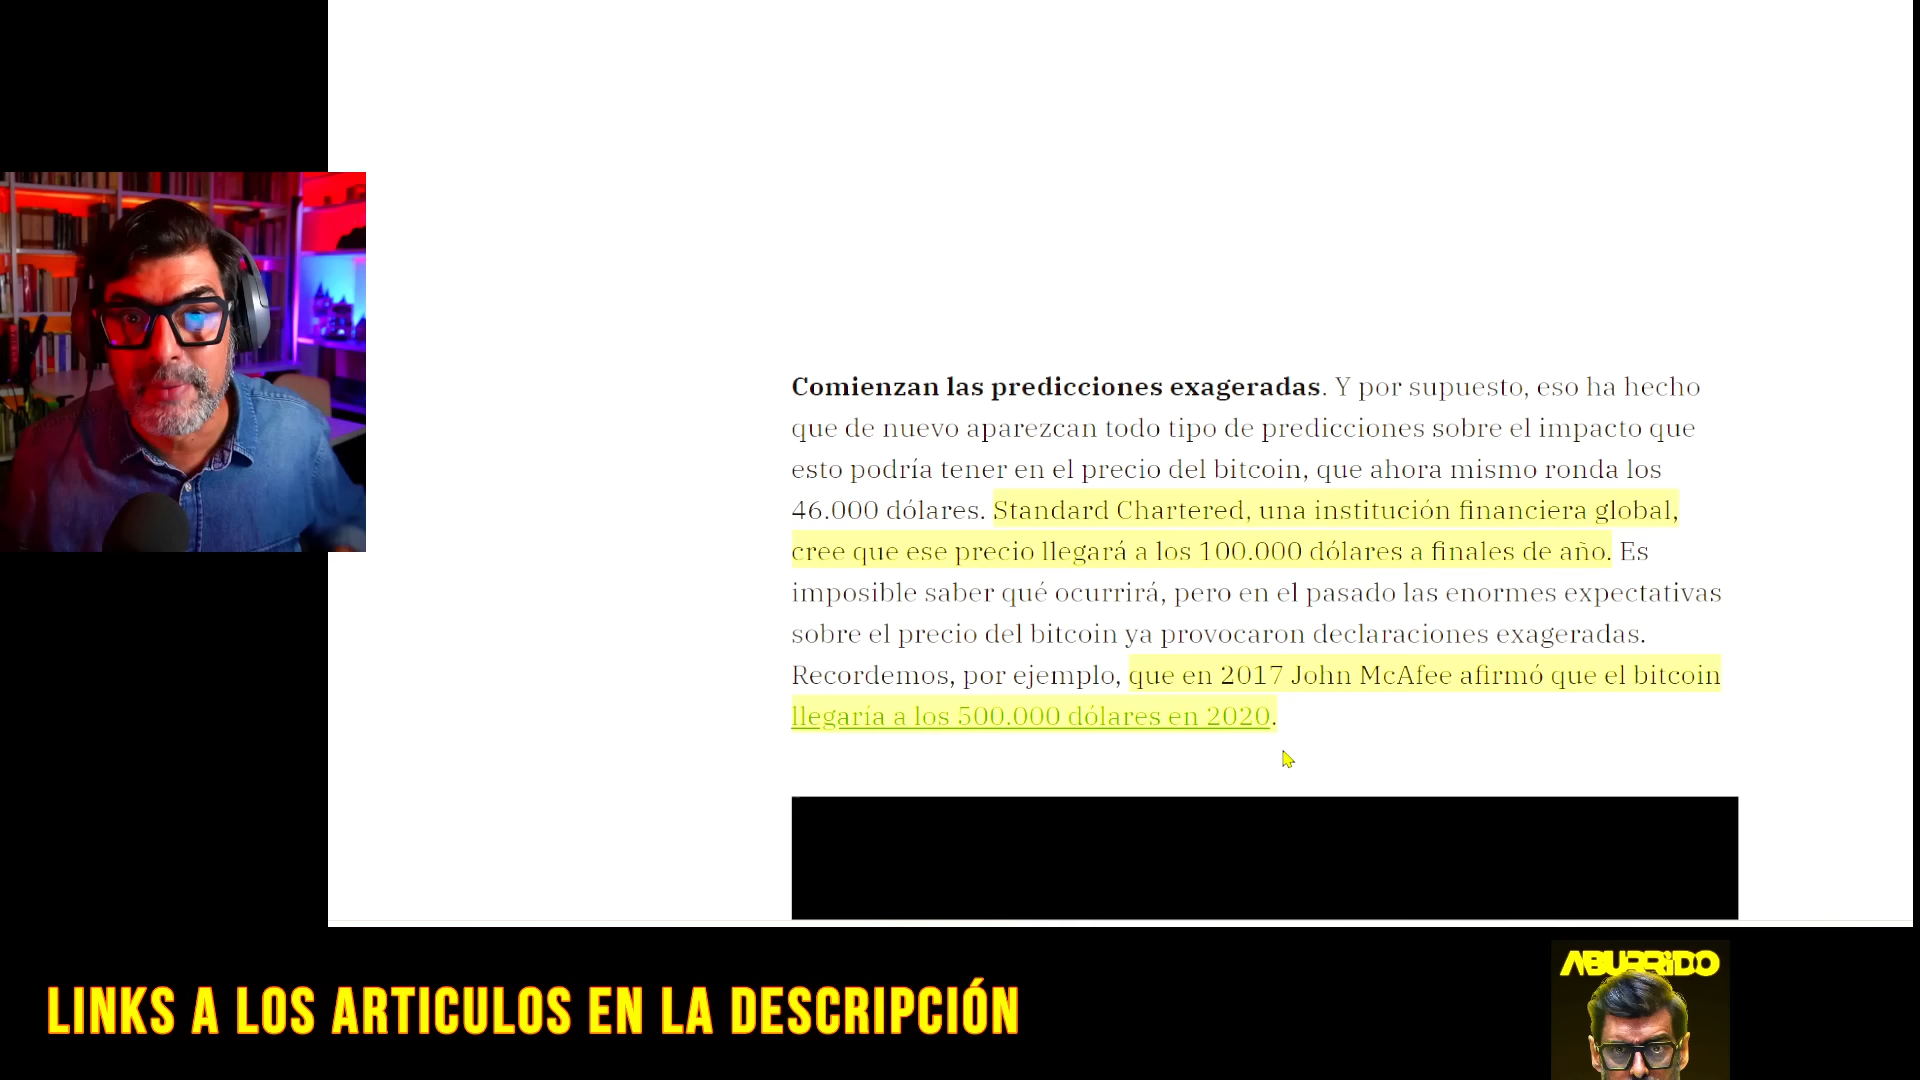 Comienzan las predicciones exageradas. Y por supuesto, eso ha hecho
que de nuevo aparezcan todo tipo de predicciones sobre el impacto que
esto podría tener en el precio del bitcoin, que ahora mismo ronda los
46.000 dólares. Standard Chartered, una institución financiera global,
cree que ese precio llegará a los 100.000 dólares a finales de año. Es
imposible saber qué ocurrirá, pero en el pasado las enormes expectativas
sobre el precio del bitcoin ya provocaron declaraciones exageradas.
Recordemos, por ejemplo, que en 2017 John McAfee afirmó que el bitcoin
llegaría a los 500.000 dólares en 2020.
LINKS A LOS ARTICULOS EN LA DESCRIPCIÓN
ABURRIDO